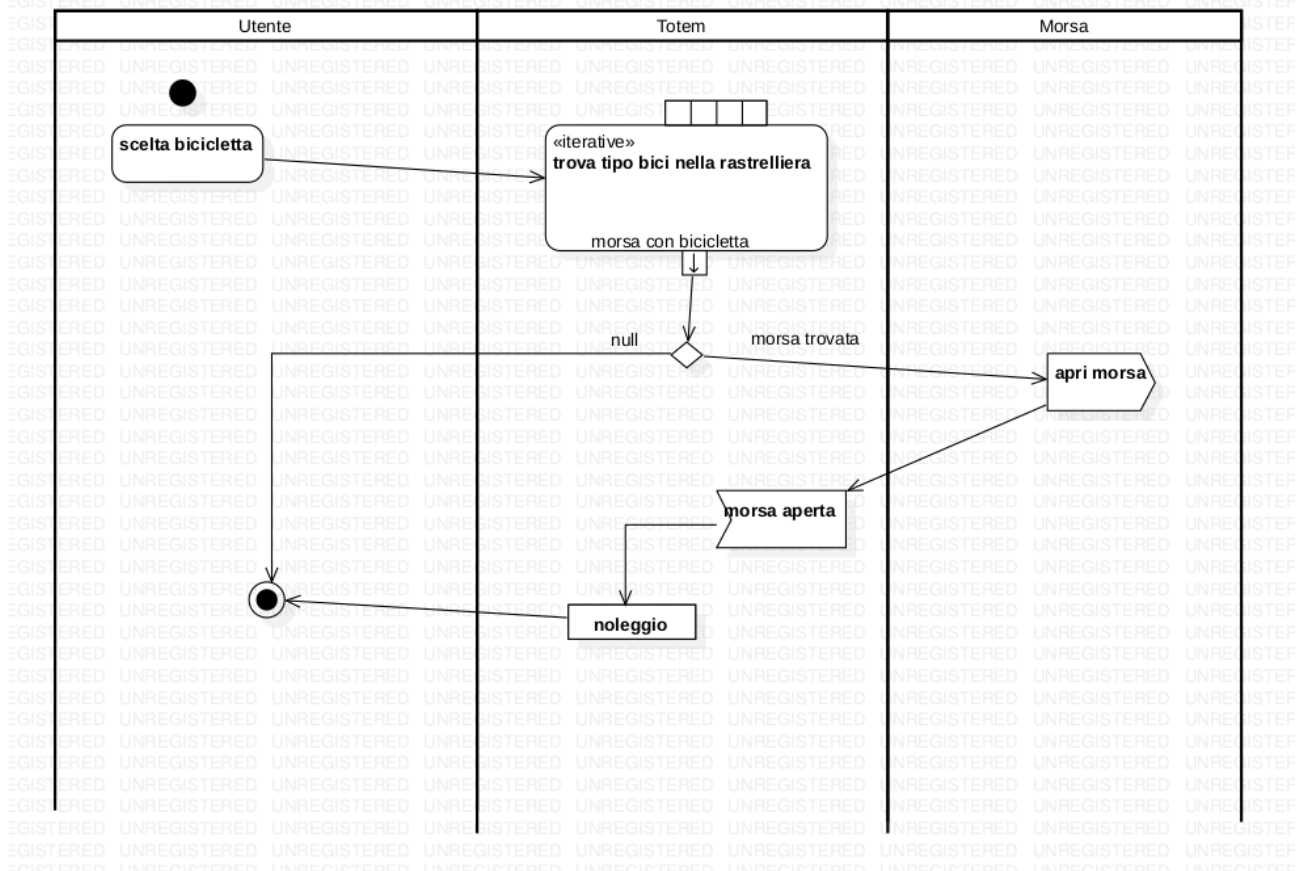 Utente
Totem
Morsa
scelta bicicletta
«iterative»
trova tipo bici nella rastrelliera
morsa con bicicletta
null
morsa trovata
apri morsa
morsa aperta
noleggio
UNREGISTERED